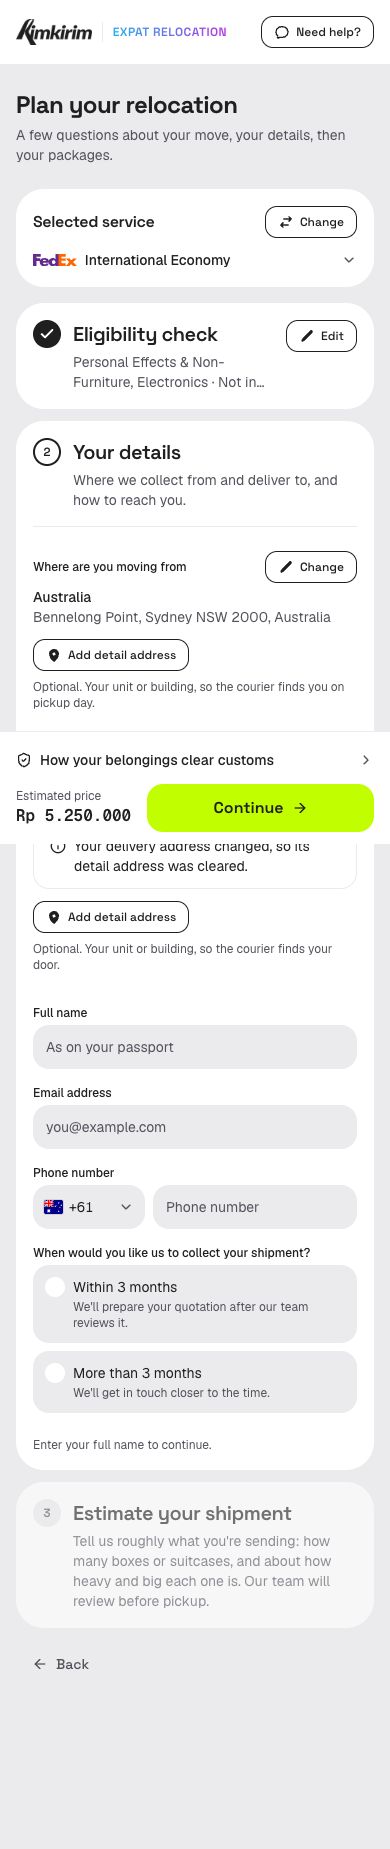 Kimkirim
EXPAT RELOCATION
Need help?
Plan your relocation
A few questions about your move, your details, then
your packages.
Selected service
Change
FedEx
International Economy
Eligibility check
Edit
Personal Effects & Non-
Furniture, Electronics · Not in...
2
Your details
Where we collect from and deliver to, and
how to reach you.
Where are you moving from
Change
Australia
Bennelong Point, Sydney NSW 2000, Australia
Add detail address
Optional. Your unit or building, so the courier finds you on
pickup day.
How your belongings clear customs
Estimated price
Rp 5.250.000
Continue
Your delivery address changed, so its
detail address was cleared.
Add detail address
Optional. Your unit or building, so the courier finds your
door.
Full name
As on your passport
Email address
you@example.com
Phone number
+61
Phone number
When would you like us to collect your shipment?
Within 3 months
We'll prepare your quotation after our team
reviews it.
More than 3 months
We'll get in touch closer to the time.
Enter your full name to continue.
3
Estimate your shipment
Tell us roughly what you're sending: how
many boxes or suitcases, and about how
heavy and big each one is. Our team will
review before pickup.
Back